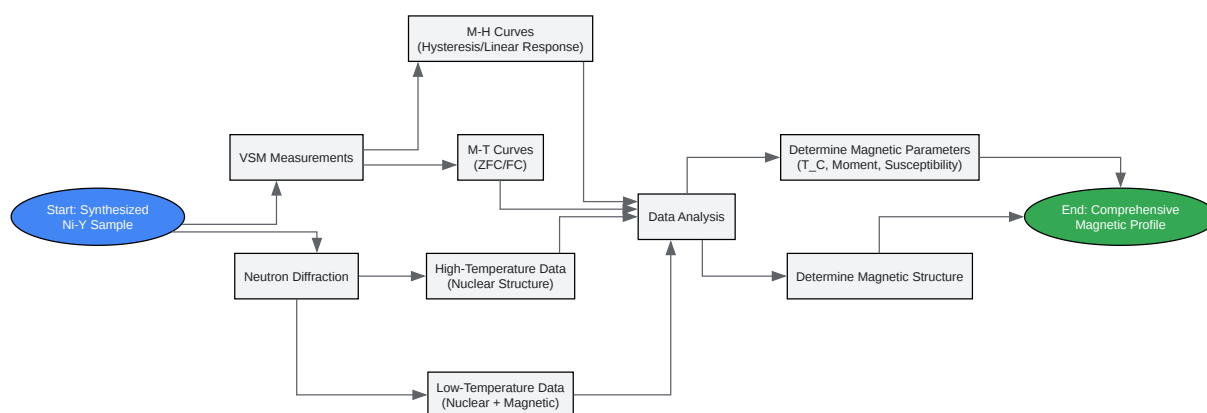 M-H Curves
(Hysteresis/Linear Response)
VSM Measurements
M-T Curves
(ZFC/FC)
Determine Magnetic Parameters
(T_C, Moment, Susceptibility)
Start: Synthesized
Ni-Y Sample
Data Analysis
End: Comprehensive
Magnetic Profile
Neutron Diffraction
High-Temperature Data
(Nuclear Structure)
Determine Magnetic Structure
Low-Temperature Data
(Nuclear + Magnetic)